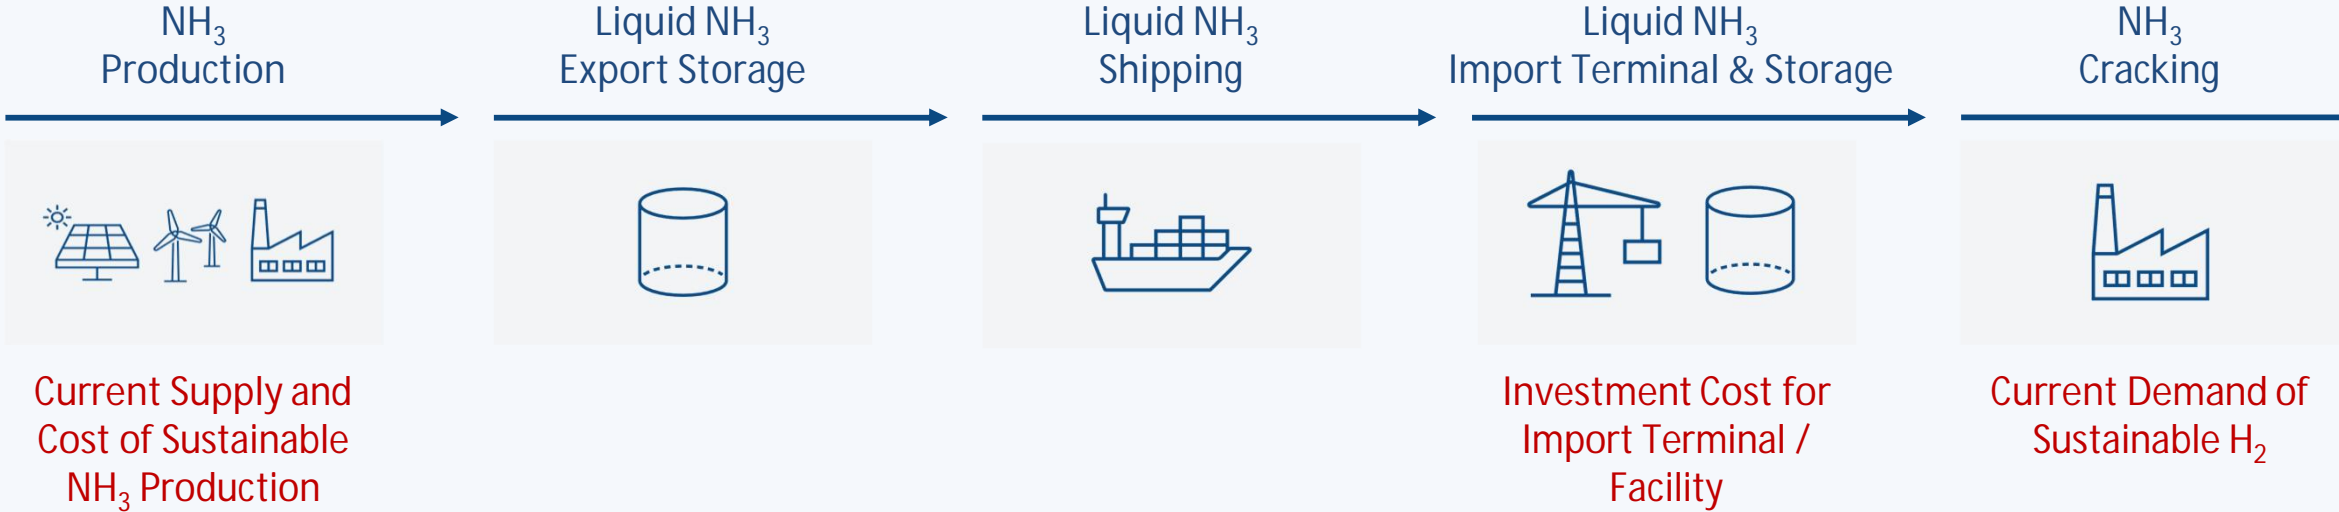 NH₃
Production
Liquid NH₃
Export Storage
Liquid NH₃
Shipping
Liquid NH₃
Import Terminal & Storage
NH₃
Cracking
Current Supply and
Cost of Sustainable
NH₃ Production
Investment Cost for
Import Terminal /
Facility
Current Demand of
Sustainable H₂